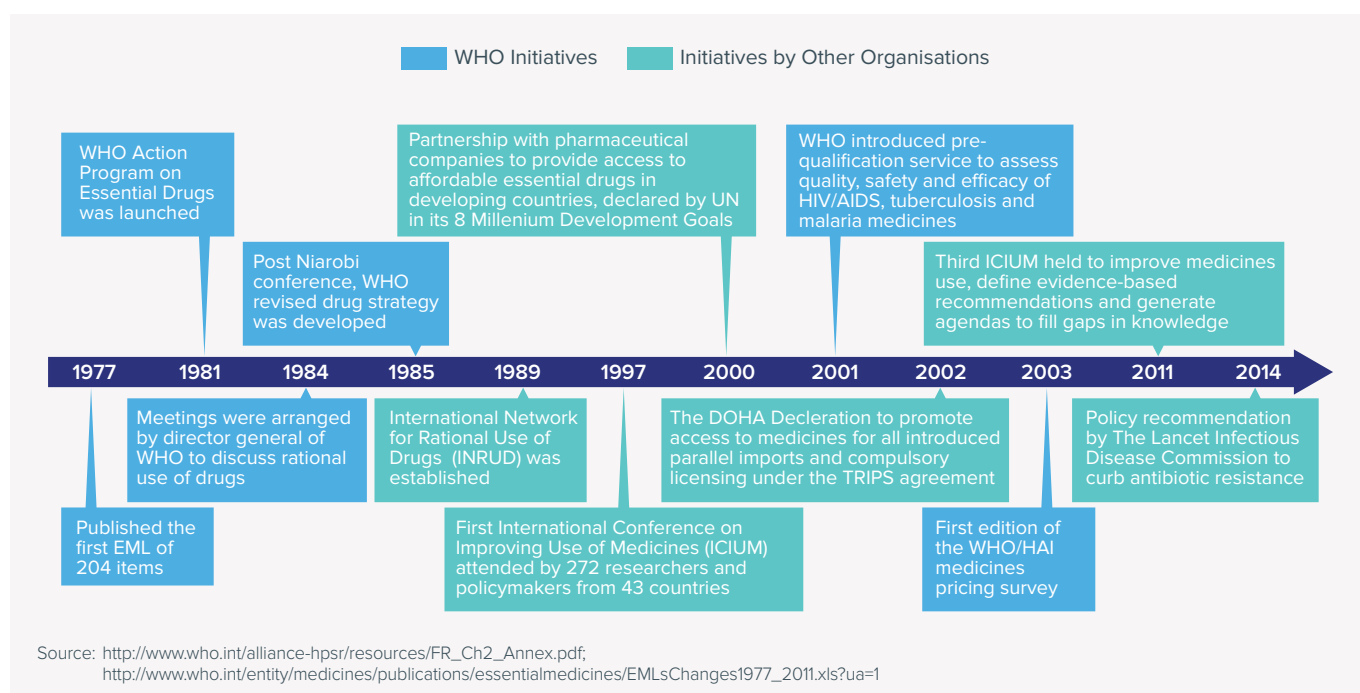 WHO Initiatives
Initiatives by Other Organisations
WHO Action
Program on
Essential Drugs
was launched
Partnership with pharmaceutical
companies to provide access to
affordable essential drugs in
developing countries, declared by UN
in its 8 Millenium Development Goals
WHO introduced pre-
qualification service to assess
quality, safety and efficacy of
HIV/AIDS, tuberculosis and
malaria medicines
Post Niarobi
conference, WHO
revised drug strategy
was developed
Third ICIUM held to improve medicines
use, define evidence-based
recommendations and generate
agendas to fill gaps in knowledge
1977 1981 1984 1985 1989 1997 2000 2001 2002 2003 2011 2014
Meetings were arranged
by director general of
WHO to discuss rational
use of drugs
International Network
for Rational Use of
Drugs (INRUD) was
established
The DOHA Decleration to promote
access to medicines for all introduced
parallel imports and compulsory
licensing under the TRIPS agreement
Policy recommendation
by The Lancet Infectious
Disease Commission to
curb antibiotic resistance
Published the
first EML of
204 items
First International Conference on
Improving Use of Medicines (ICIUM)
attended by 272 researchers and
policymakers from 43 countries
First edition of
the WHO/HAI
medicines
pricing survey
Source: http://www.who.int/alliance-hpsr/resources/FR_Ch2_Annex.pdf;
http://www.who.int/entity/medicines/publications/essentialmedicines/EMLsChanges1977_2011.xls?ua=1